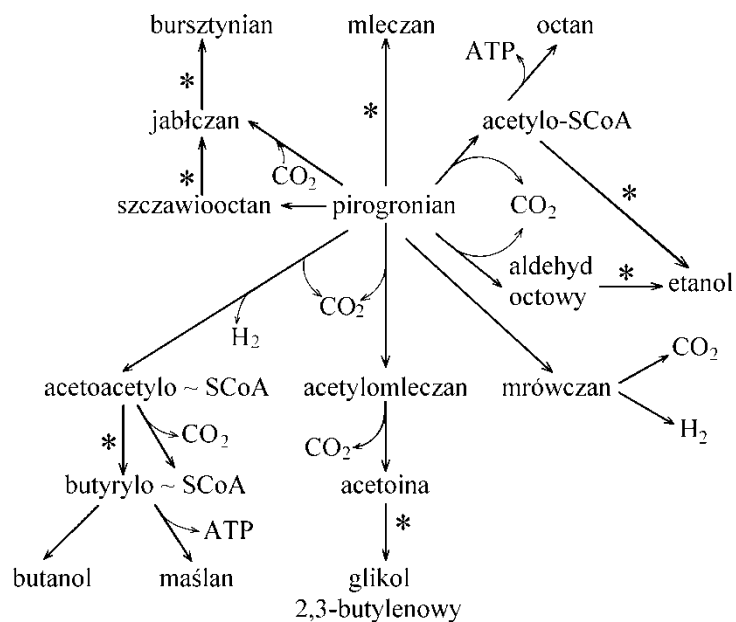 bursztynian mleczan octan
ATP
*
jabłczan * acetylo-SCoA
CO₂
*
szczawiooctan pirogronian CO₂ *
aldehyd
octowy * etanol
CO₂
H₂ CO₂
acetoacetylo ~ SCoA acetylomleczan mrówczan
* CO₂ CO₂ H₂
butyrylo ~ SCoA acetoina
ATP *
butanol maślan glikol
2,3-butylenowy